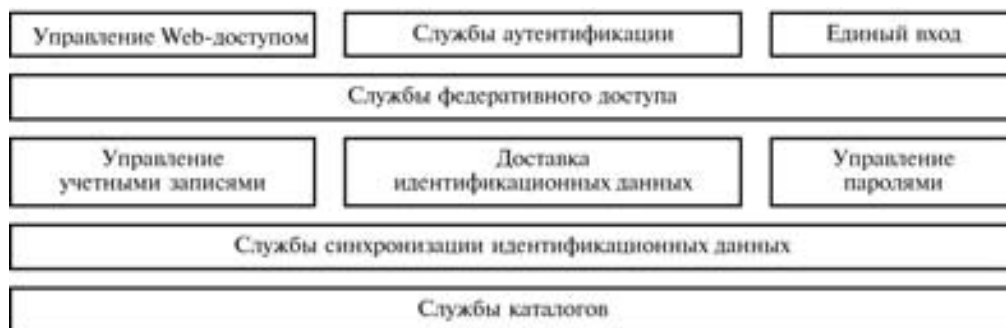 Управление Web-доступом
Службы аутентификации
Единый вход
Службы федеративного доступа
Управление
учетными записями
Доставка
идентификационных данных
Управление
паролями
Службы синхронизации идентификационных данных
Службы каталогов